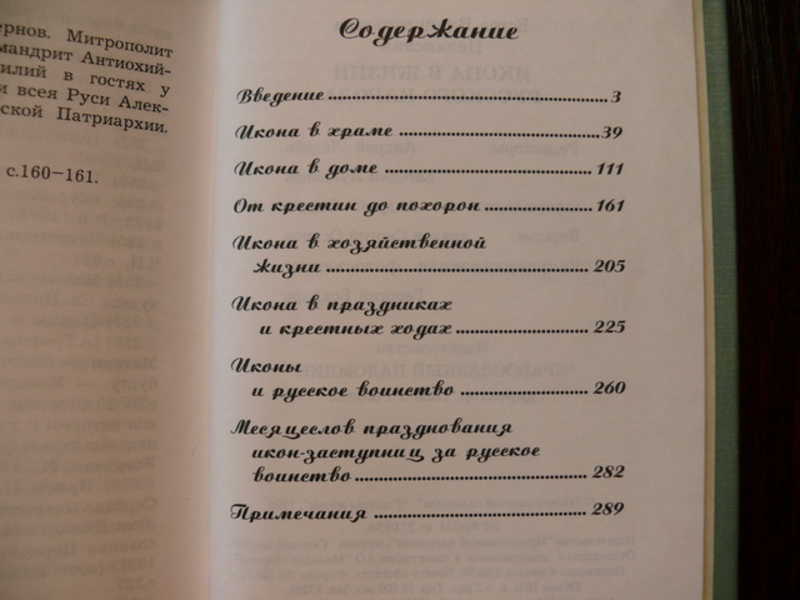 ернов. Митрополит
мандрит Антиохий-
силий в гостях у
и всея Руси Алек-
ской Патриархии.
с.160—161.
Содержание
Введение 3
Икона в храме 39
Икона в доме 111
От крестин до похорон 161
Икона в хозяйственной
жизни 205
Икона в праздниках
и крестных ходах 225
Иконы
и русское воинство 260
Месяцеслов празднования
икон-заступниц за русское
воинство 282
Примечания 289